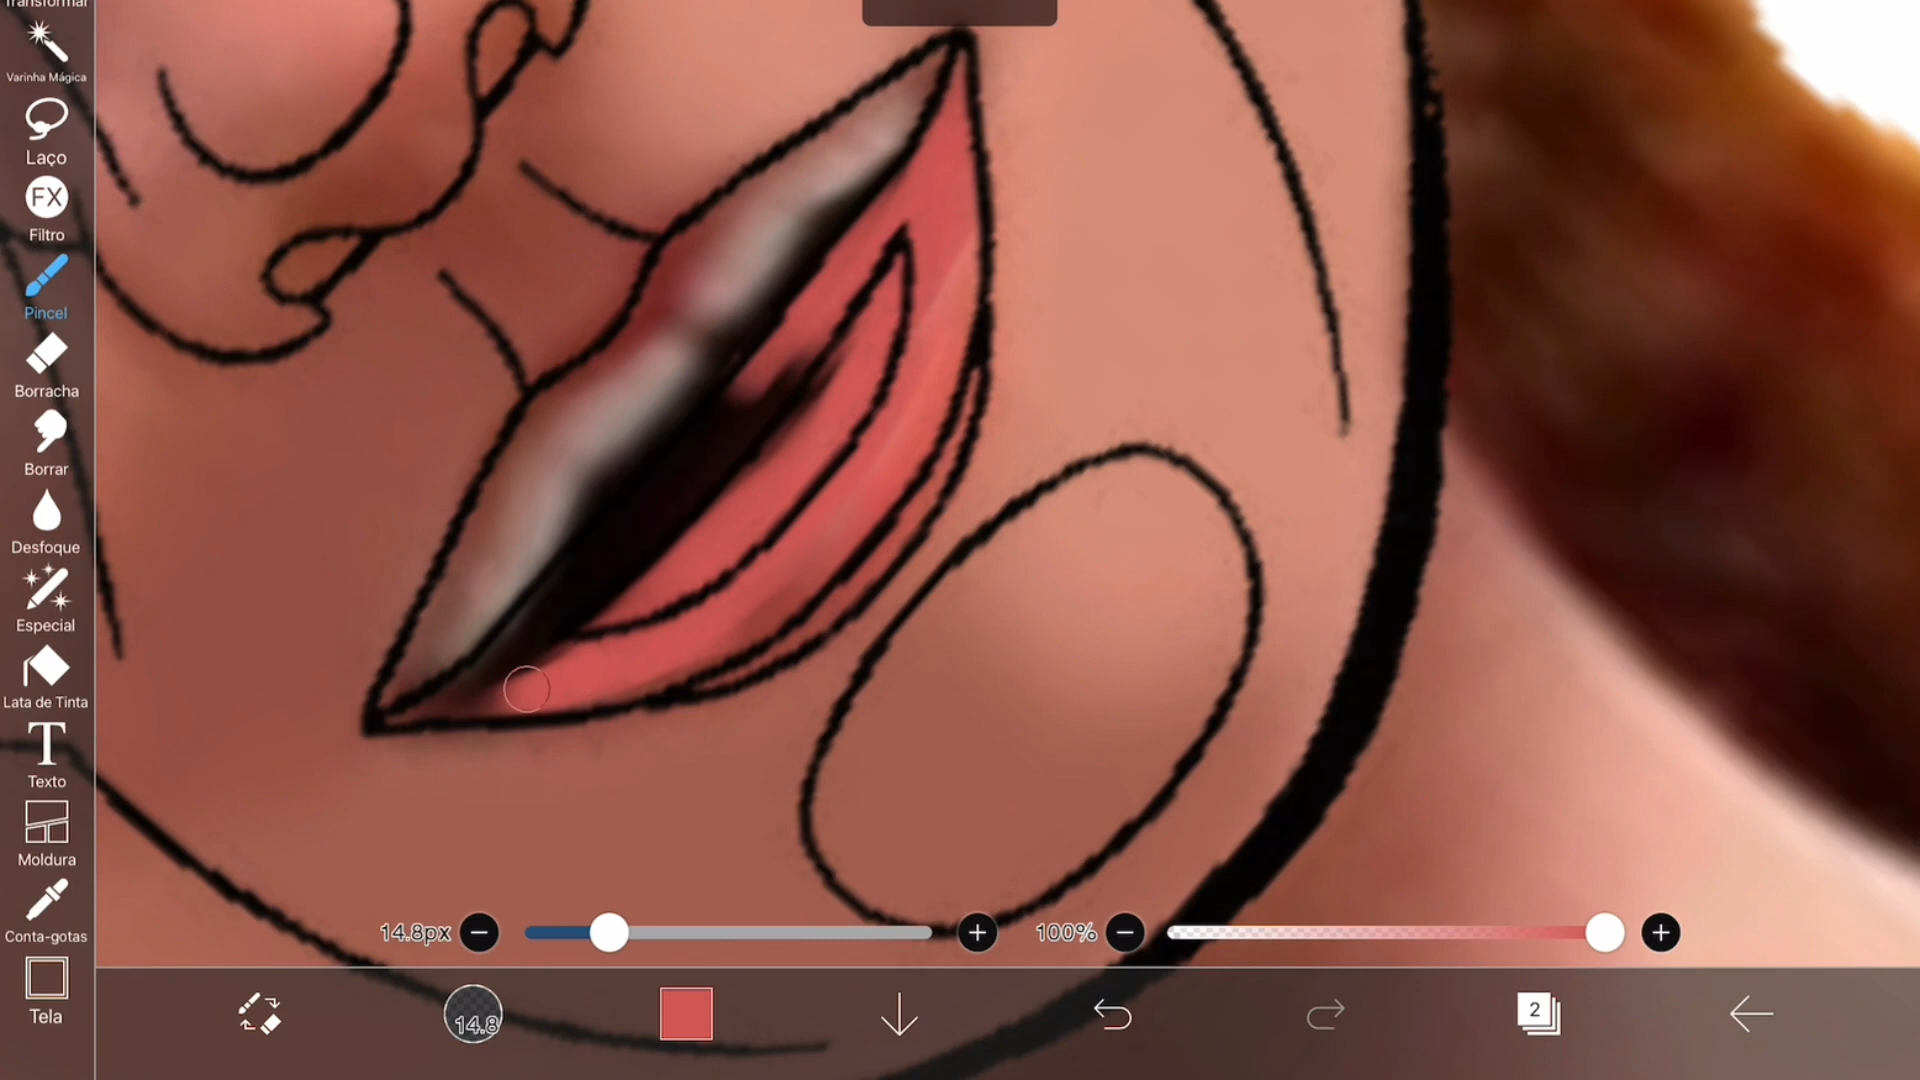 Transformar
Varinha Mágica
Laço
FX
Filtro
Pincel
Borracha
Borrar
Desfoque
Especial
Lata de Tinta
T
Texto
Moldura
Conta-gotas
Tela
14.8px
100%
14.8
2